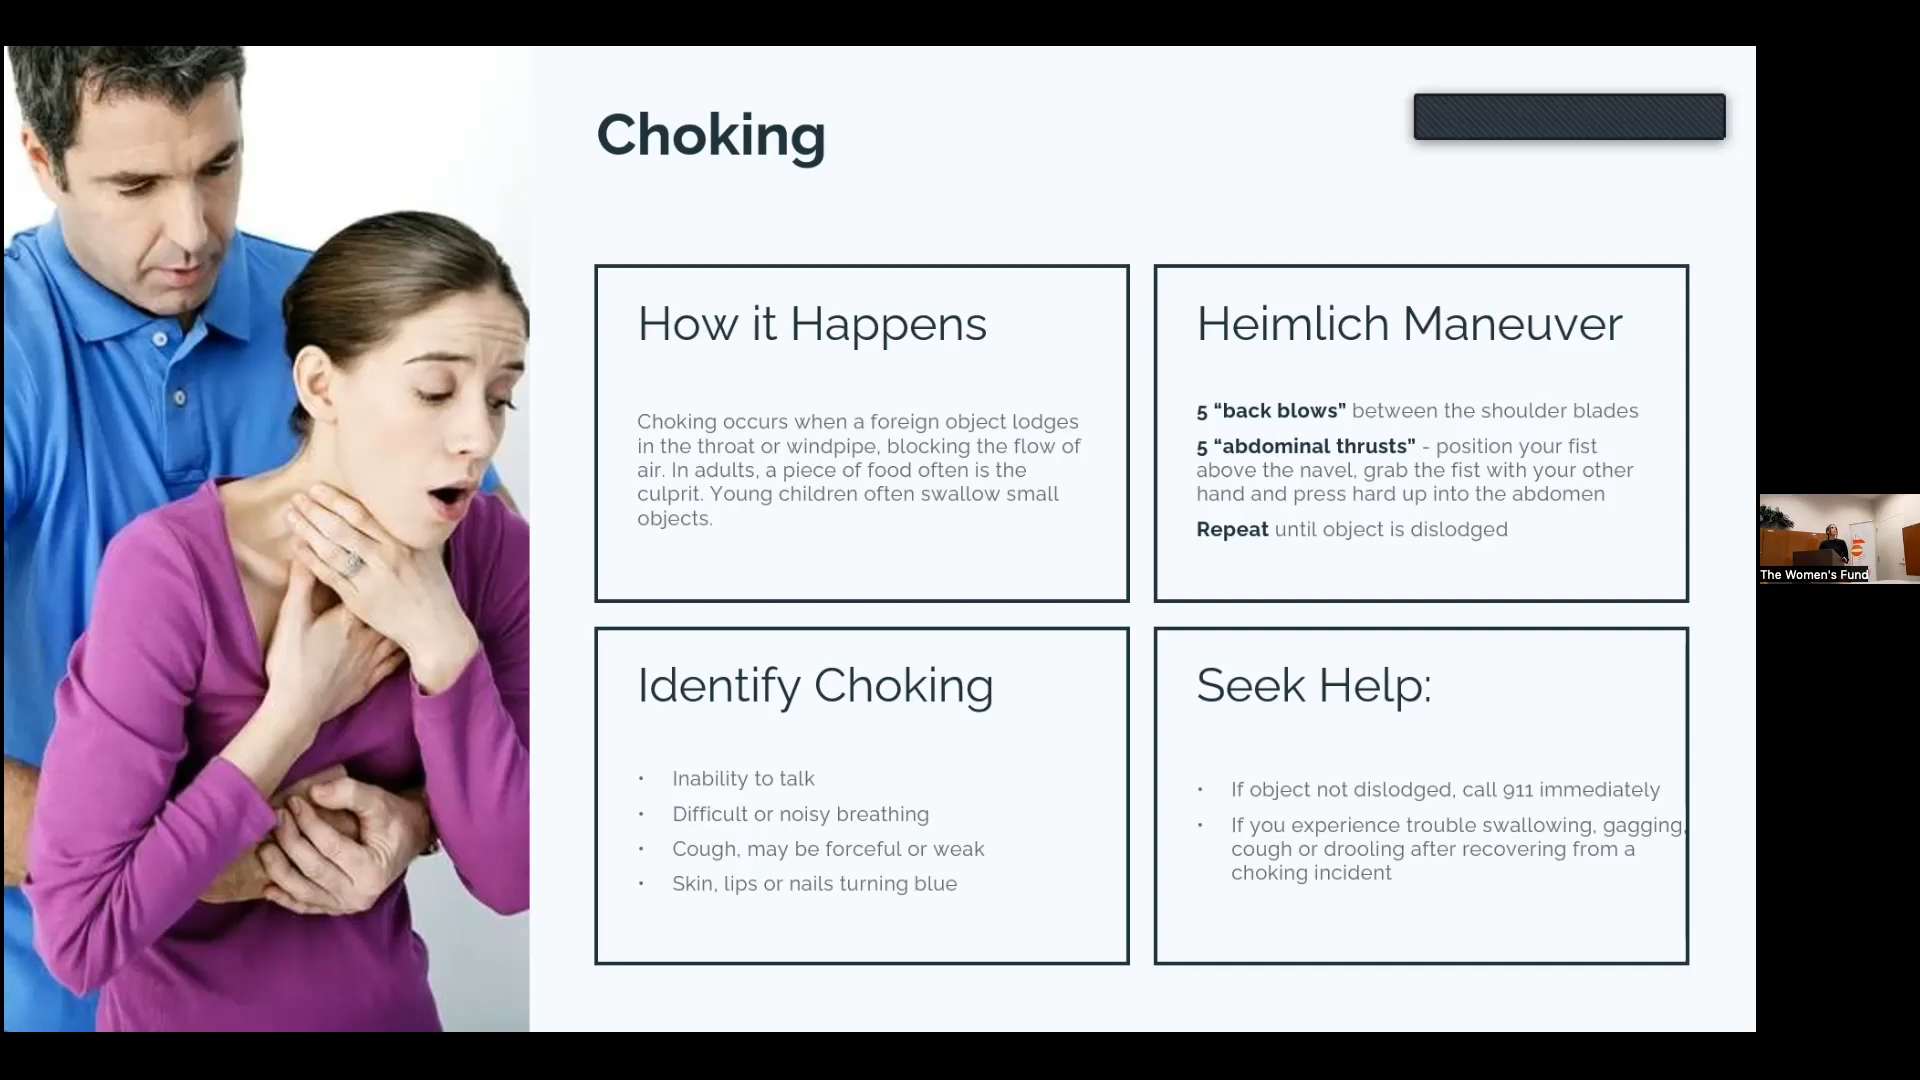 Choking
How it Happens
Choking occurs when a foreign object lodges
in the throat or windpipe, blocking the flow of
air. In adults, a piece of food often is the
culprit. Young children often swallow small
objects.
Heimlich Maneuver
5 “back blows” between the shoulder blades
5 “abdominal thrusts” - position your fist
above the navel, grab the fist with your other
hand and press hard up into the abdomen
Repeat until object is dislodged
Identify Choking
• Inability to talk
• Difficult or noisy breathing
• Cough, may be forceful or weak
• Skin, lips or nails turning blue
Seek Help:
• If object not dislodged, call 911 immediately
• If you experience trouble swallowing, gagging,
cough or drooling after recovering from a
choking incident
The Women's Fund